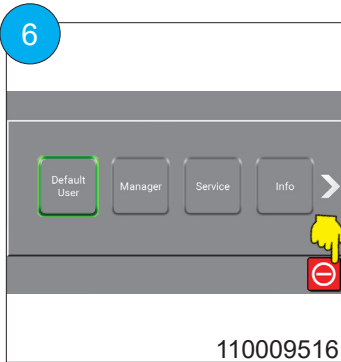 6
Default
User
Manager
Service
Info
110009516